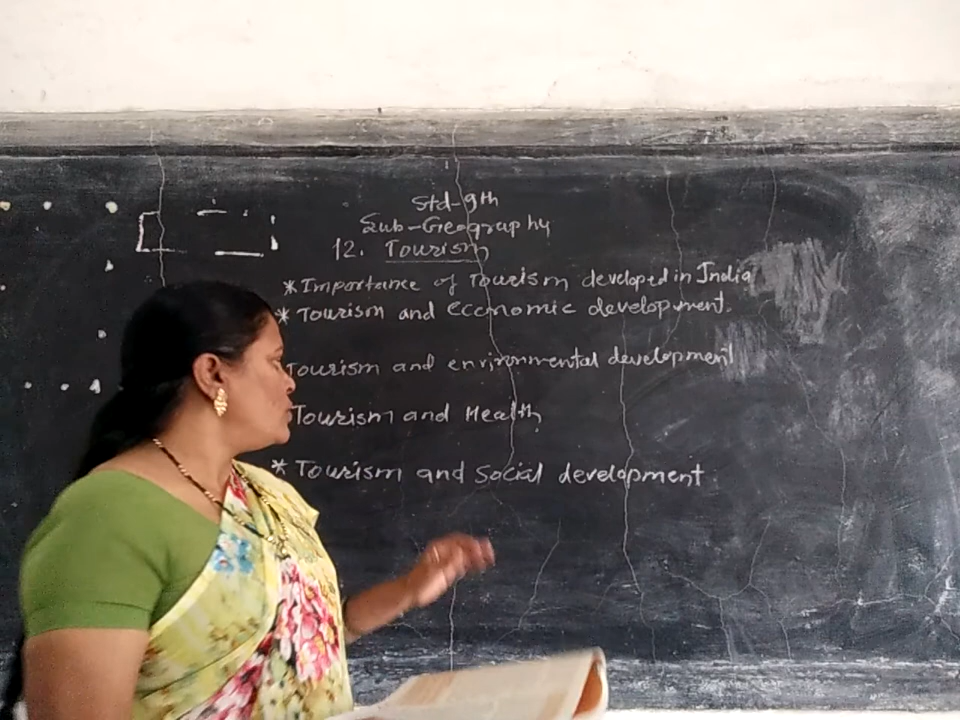 Std-9th
Sub-Geography
12. Tourism
* Importance of Tourism developed in India
* Tourism and economic development.
Tourism and environmental development
Tourism and Health
* Tourism and Social development